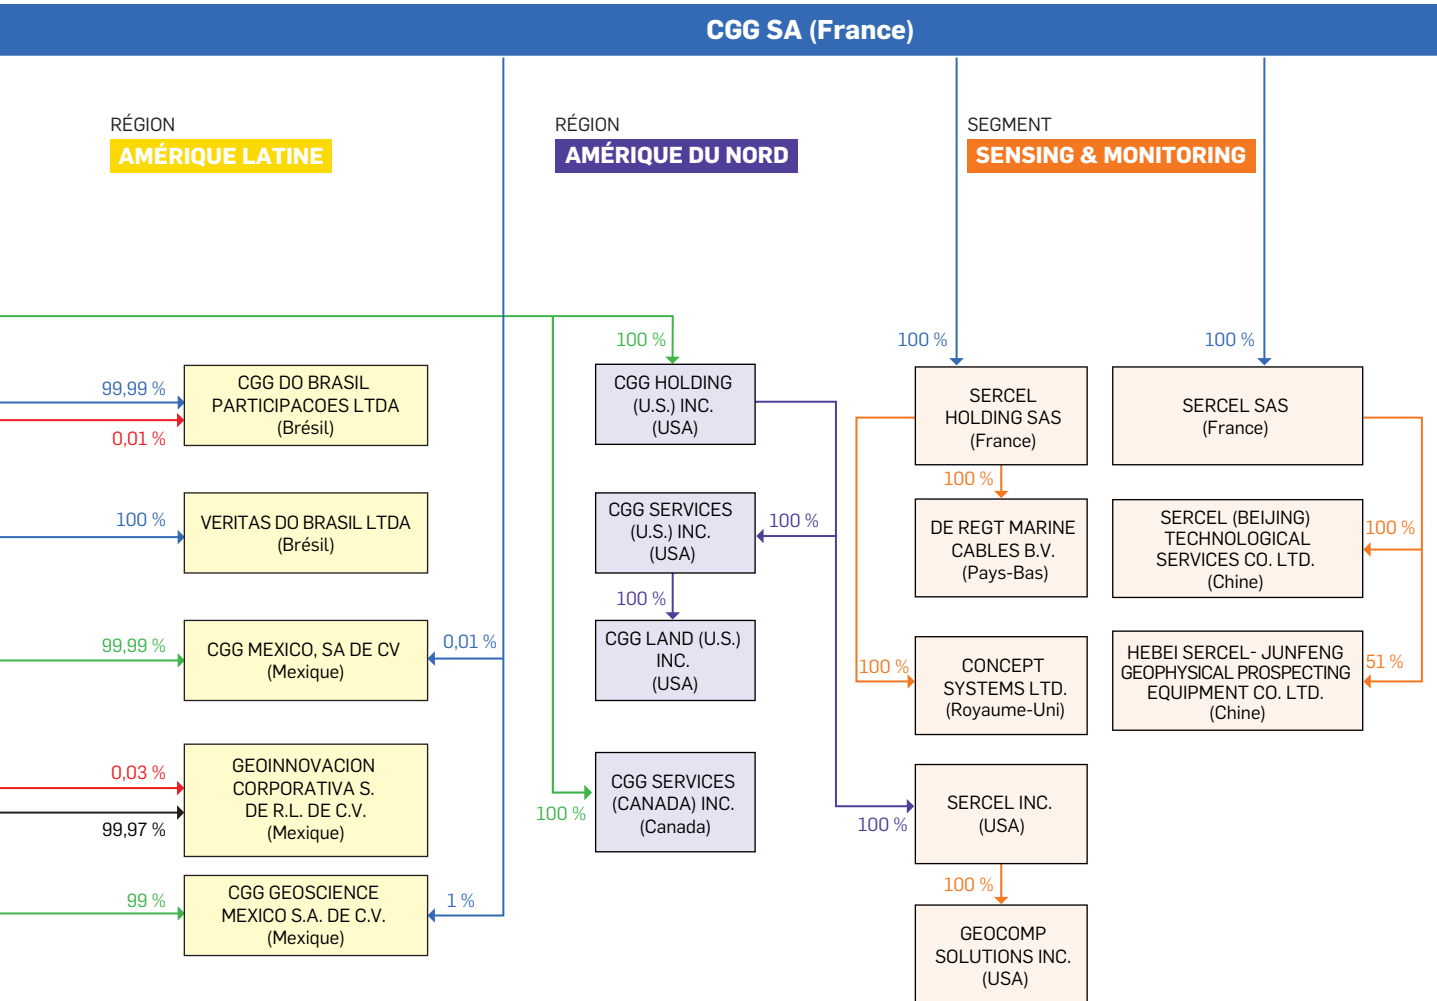 CGG SA (France)
RÉGION
AMÉRIQUE LATINE
RÉGION
AMÉRIQUE DU NORD
SEGMENT
SENSING & MONITORING
99,99 %
0,01 %
CGG DO BRASIL
PARTICIPACOES LTDA
(Brésil)
100 %
VERITAS DO BRASIL LTDA
(Brésil)
99,99 %
CGG MEXICO, SA DE CV
(Mexique)
0,01 %
0,03 %
99,97 %
GEOINNOVACION
CORPORATIVA S.
DE R.L. DE C.V.
(Mexique)
99 %
CGG GEOSCIENCE
MEXICO S.A. DE C.V.
(Mexique)
1 %
100 %
CGG HOLDING
(U.S.) INC.
(USA)
CGG SERVICES
(U.S.) INC.
(USA)
100 %
100 %
CGG LAND (U.S.)
INC.
(USA)
100 %
CGG SERVICES
(CANADA) INC.
(Canada)
100 %
SERCEL
HOLDING SAS
(France)
100 %
DE REGT MARINE
CABLES B.V.
(Pays-Bas)
100 %
CONCEPT
SYSTEMS LTD.
(Royaume-Uni)
100 %
SERCEL INC.
(USA)
100 %
GEOCOMP
SOLUTIONS INC.
(USA)
100 %
SERCEL SAS
(France)
SERCEL (BEIJING)
TECHNOLOGICAL
SERVICES CO. LTD.
(Chine)
100 %
HEBEI SERCEL- JUNFENG
GEOPHYSICAL PROSPECTING
EQUIPMENT CO. LTD.
(Chine)
51 %